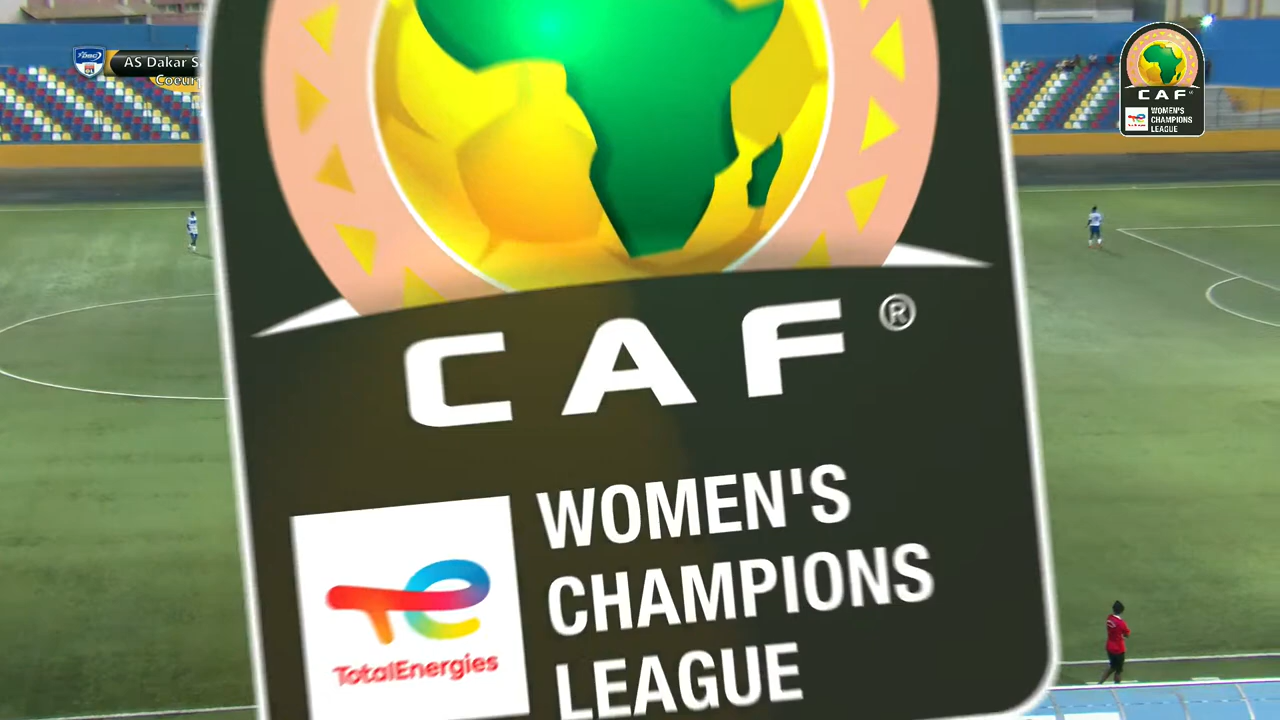 AS Dakar S
Coeur
CAF
WOMEN'S
CHAMPIONS
LEAGUE
CAF®
TotalEnergies
WOMEN'S
CHAMPIONS
LEAGUE